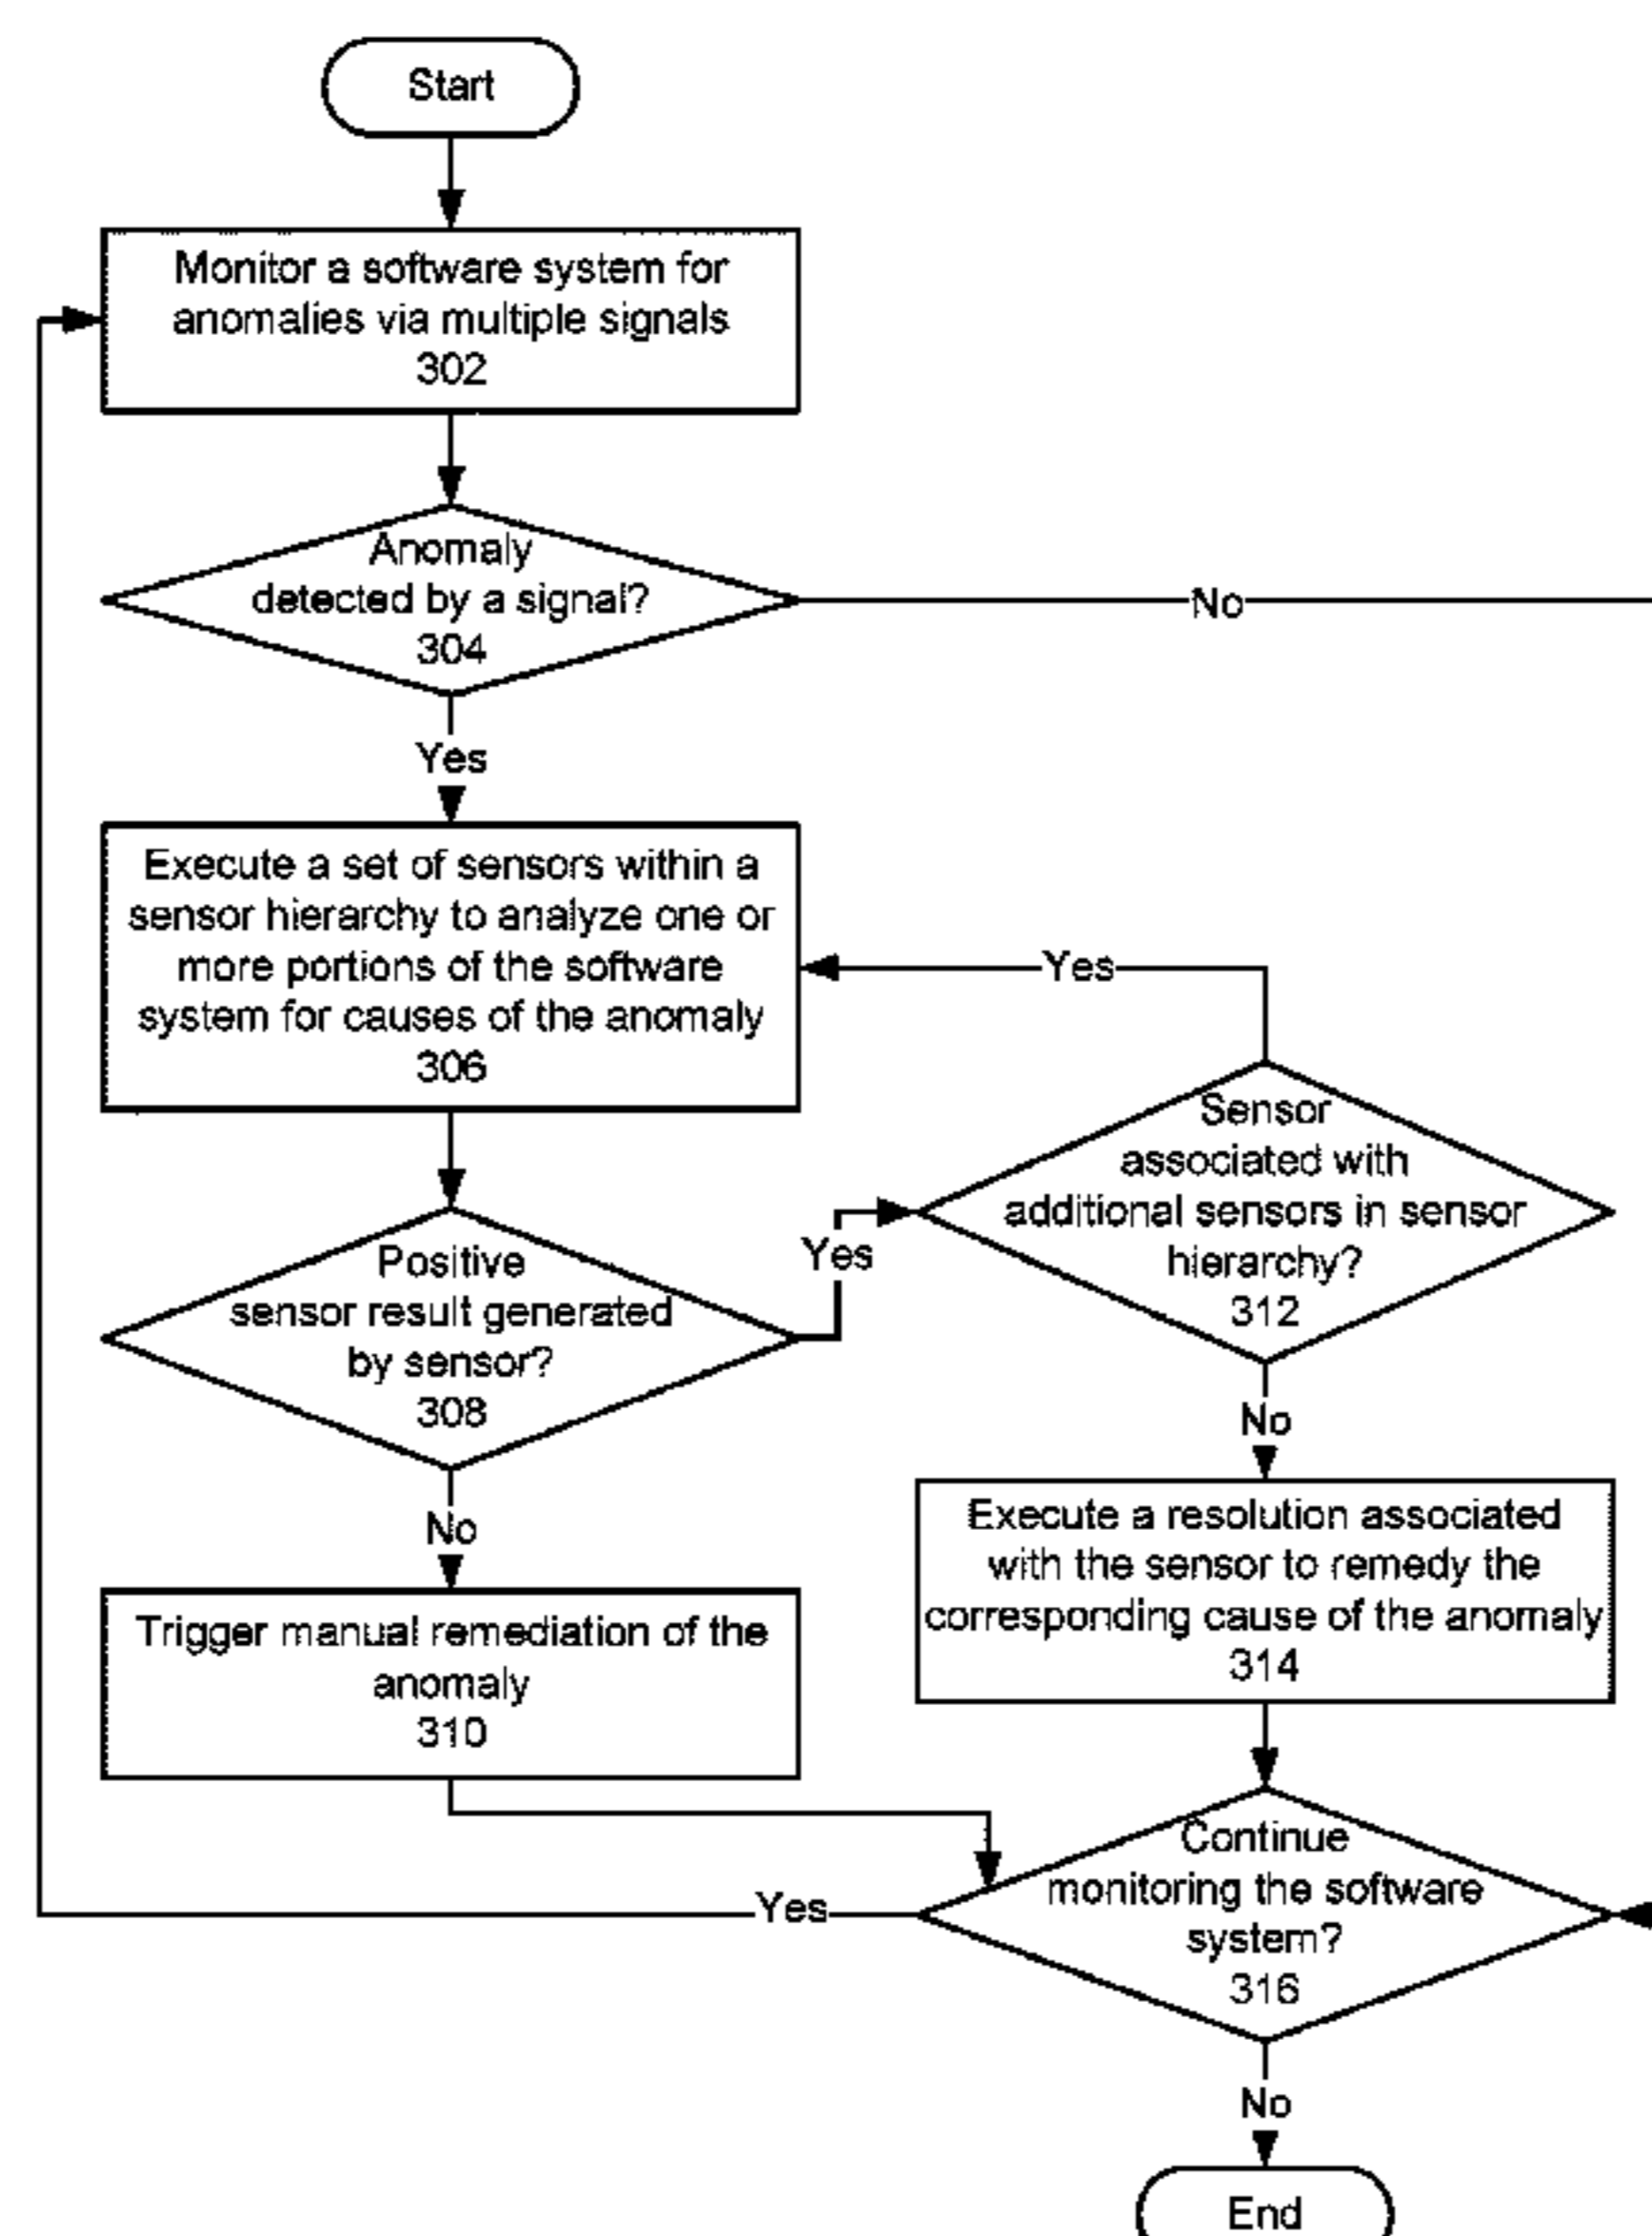 Start
Monitor a software system for
anomalies via multiple signals
302
Anomaly
detected by a signal?
304
No
Yes
Execute a set of sensors within a
sensor hierarchy to analyze one or
more portions of the software
system for causes of the anomaly
306
Yes
Sensor
associated with
additional sensors in sensor
hierarchy?
312
Positive
sensor result generated
by sensor?
308
Yes
No
No
Execute a resolution associated
with the sensor to remedy the
corresponding cause of the anomaly
314
Trigger manual remediation of the
anomaly
310
Continue
monitoring the software
system?
316
Yes
No
End